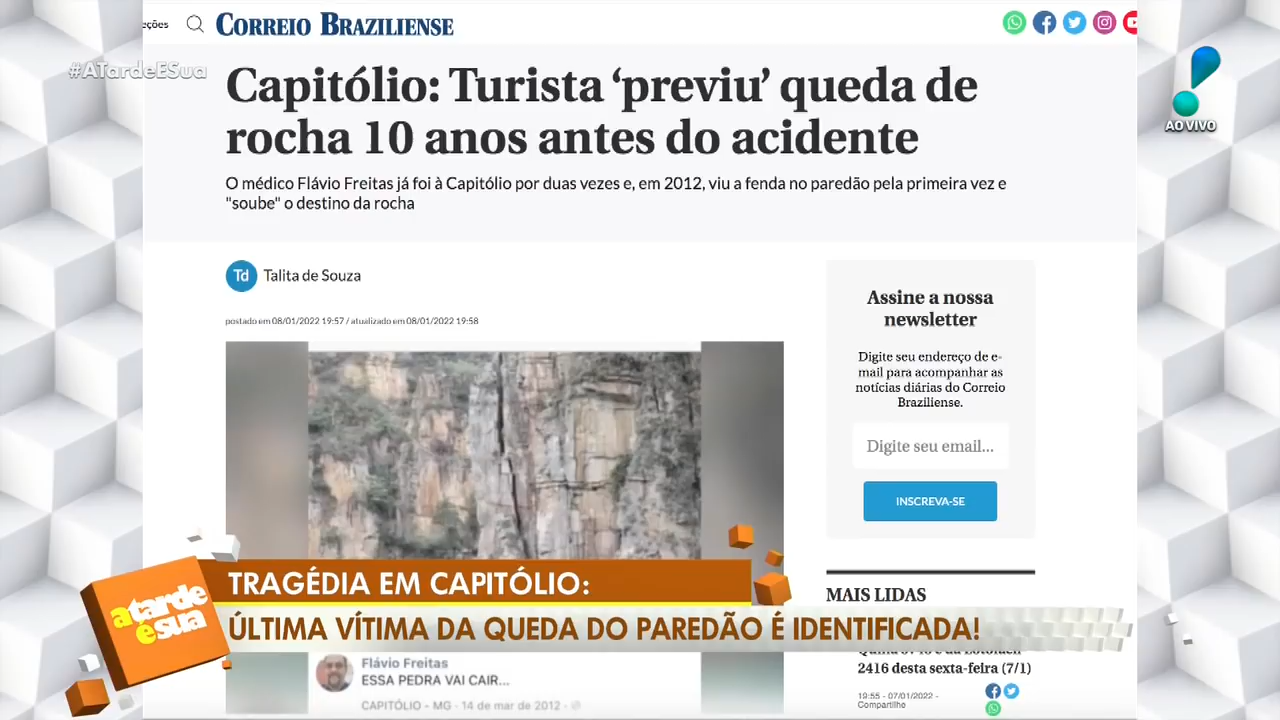 eções
CORREIO BRAZILIENSE
#ATardeESua
Capitólio: Turista ‘previu’ queda de
rocha 10 anos antes do acidente
AO VIVO
O médico Flávio Freitas já foi à Capitólio por duas vezes e, em 2012, viu a fenda no paredão pela primeira vez e
"soube" o destino da rocha
Td Talita de Souza
postado em 08/01/2022 19:57 / atualizado em 08/01/2022 19:58
Assine a nossa
newsletter
Digite seu endereço de e-
mail para acompanhar as
notícias diárias do Correio
Braziliense.
Digite seu email...
INSCREVA-SE
MAIS LIDAS
2416 desta sexta-feira (7/1)
19:55 - 07/01/2022 -
Compartilhe
a tarde
é sua
TRAGÉDIA EM CAPITÓLIO:
ÚLTIMA VÍTIMA DA QUEDA DO PAREDÃO É IDENTIFICADA!
Flávio Freitas
ESSA PEDRA VAI CAIR...
CAPITÓLIO - MG - 14 de mar de 2012 -